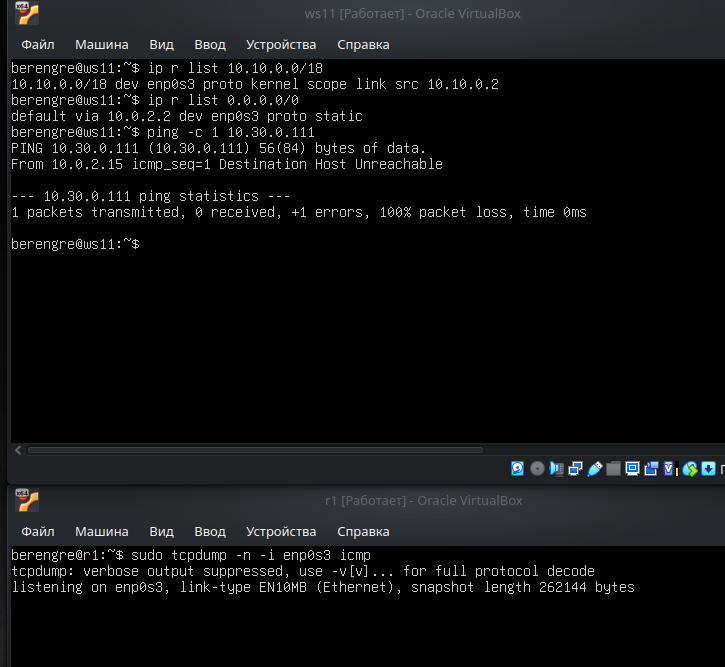 x64
ws11 [Работает] - Oracle VirtualBox
Файл Машина Вид Ввод Устройства Справка
berengre@ws11:~$ ip r list 10.10.0.0/18
10.10.0.0/18 dev enp0s3 proto kernel scope link src 10.10.0.2
berengre@ws11:~$ ip r list 0.0.0.0/0
default via 10.0.2.2 dev enp0s3 proto static
berengre@ws11:~$ ping -c 1 10.30.0.111
PING 10.30.0.111 (10.30.0.111) 56(84) bytes of data.
From 10.0.2.15 icmp_seq=1 Destination Host Unreachable
--- 10.30.0.111 ping statistics ---
1 packets transmitted, 0 received, +1 errors, 100% packet loss, time 0ms
berengre@ws11:~$
x64
r1 [Работает] - Oracle VirtualBox
Файл Машина Вид Ввод Устройства Справка
berengre@r1:~$ sudo tcpdump -n -i enp0s3 icmp
tcpdump: verbose output suppressed, use -v[v]... for full protocol decode
listening on enp0s3, link-type EN10MB (Ethernet), snapshot length 262144 bytes